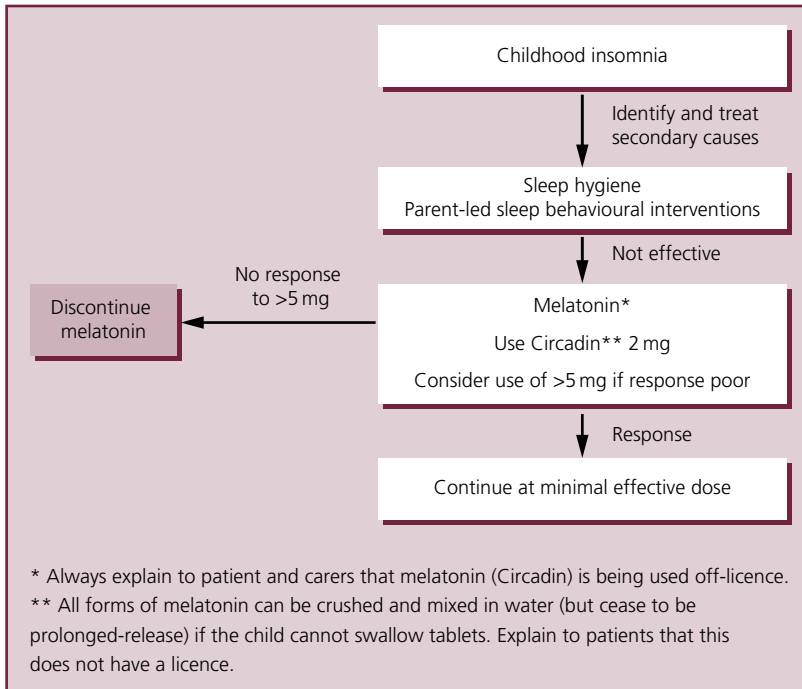 Childhood insomnia
Identify and treat
secondary causes
Sleep hygiene
Parent-led sleep behavioural interventions
Not effective
No response
to >5 mg
Discontinue
melatonin
Melatonin*
Use Circadin** 2 mg
Consider use of >5 mg if response poor
Response
Continue at minimal effective dose
* Always explain to patient and carers that melatonin (Circadin) is being used off-licence.
** All forms of melatonin can be crushed and mixed in water (but cease to be
prolonged-release) if the child cannot swallow tablets. Explain to patients that this
does not have a licence.